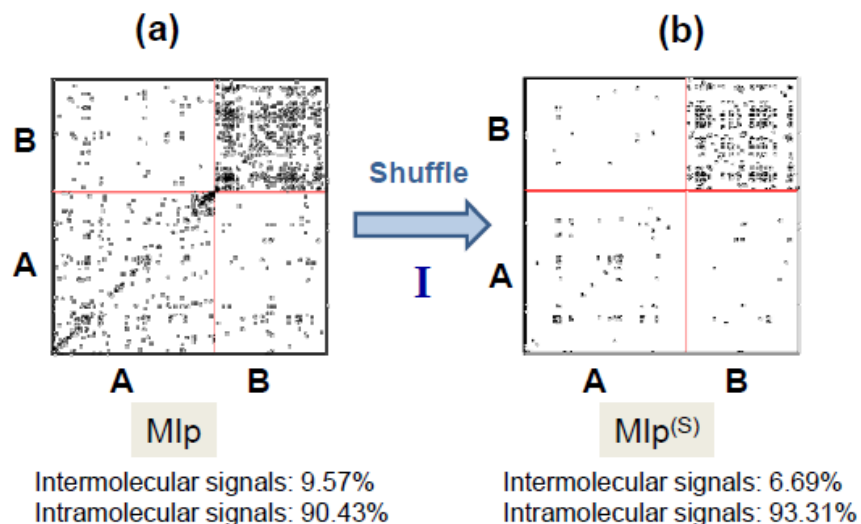 (a)
(b)
B
B
Shuffle
I
A
A
A B
A B
MIp
MIp(S)
Intermolecular signals: 9.57%
Intramolecular signals: 90.43%
Intermolecular signals: 6.69%
Intramolecular signals: 93.31%